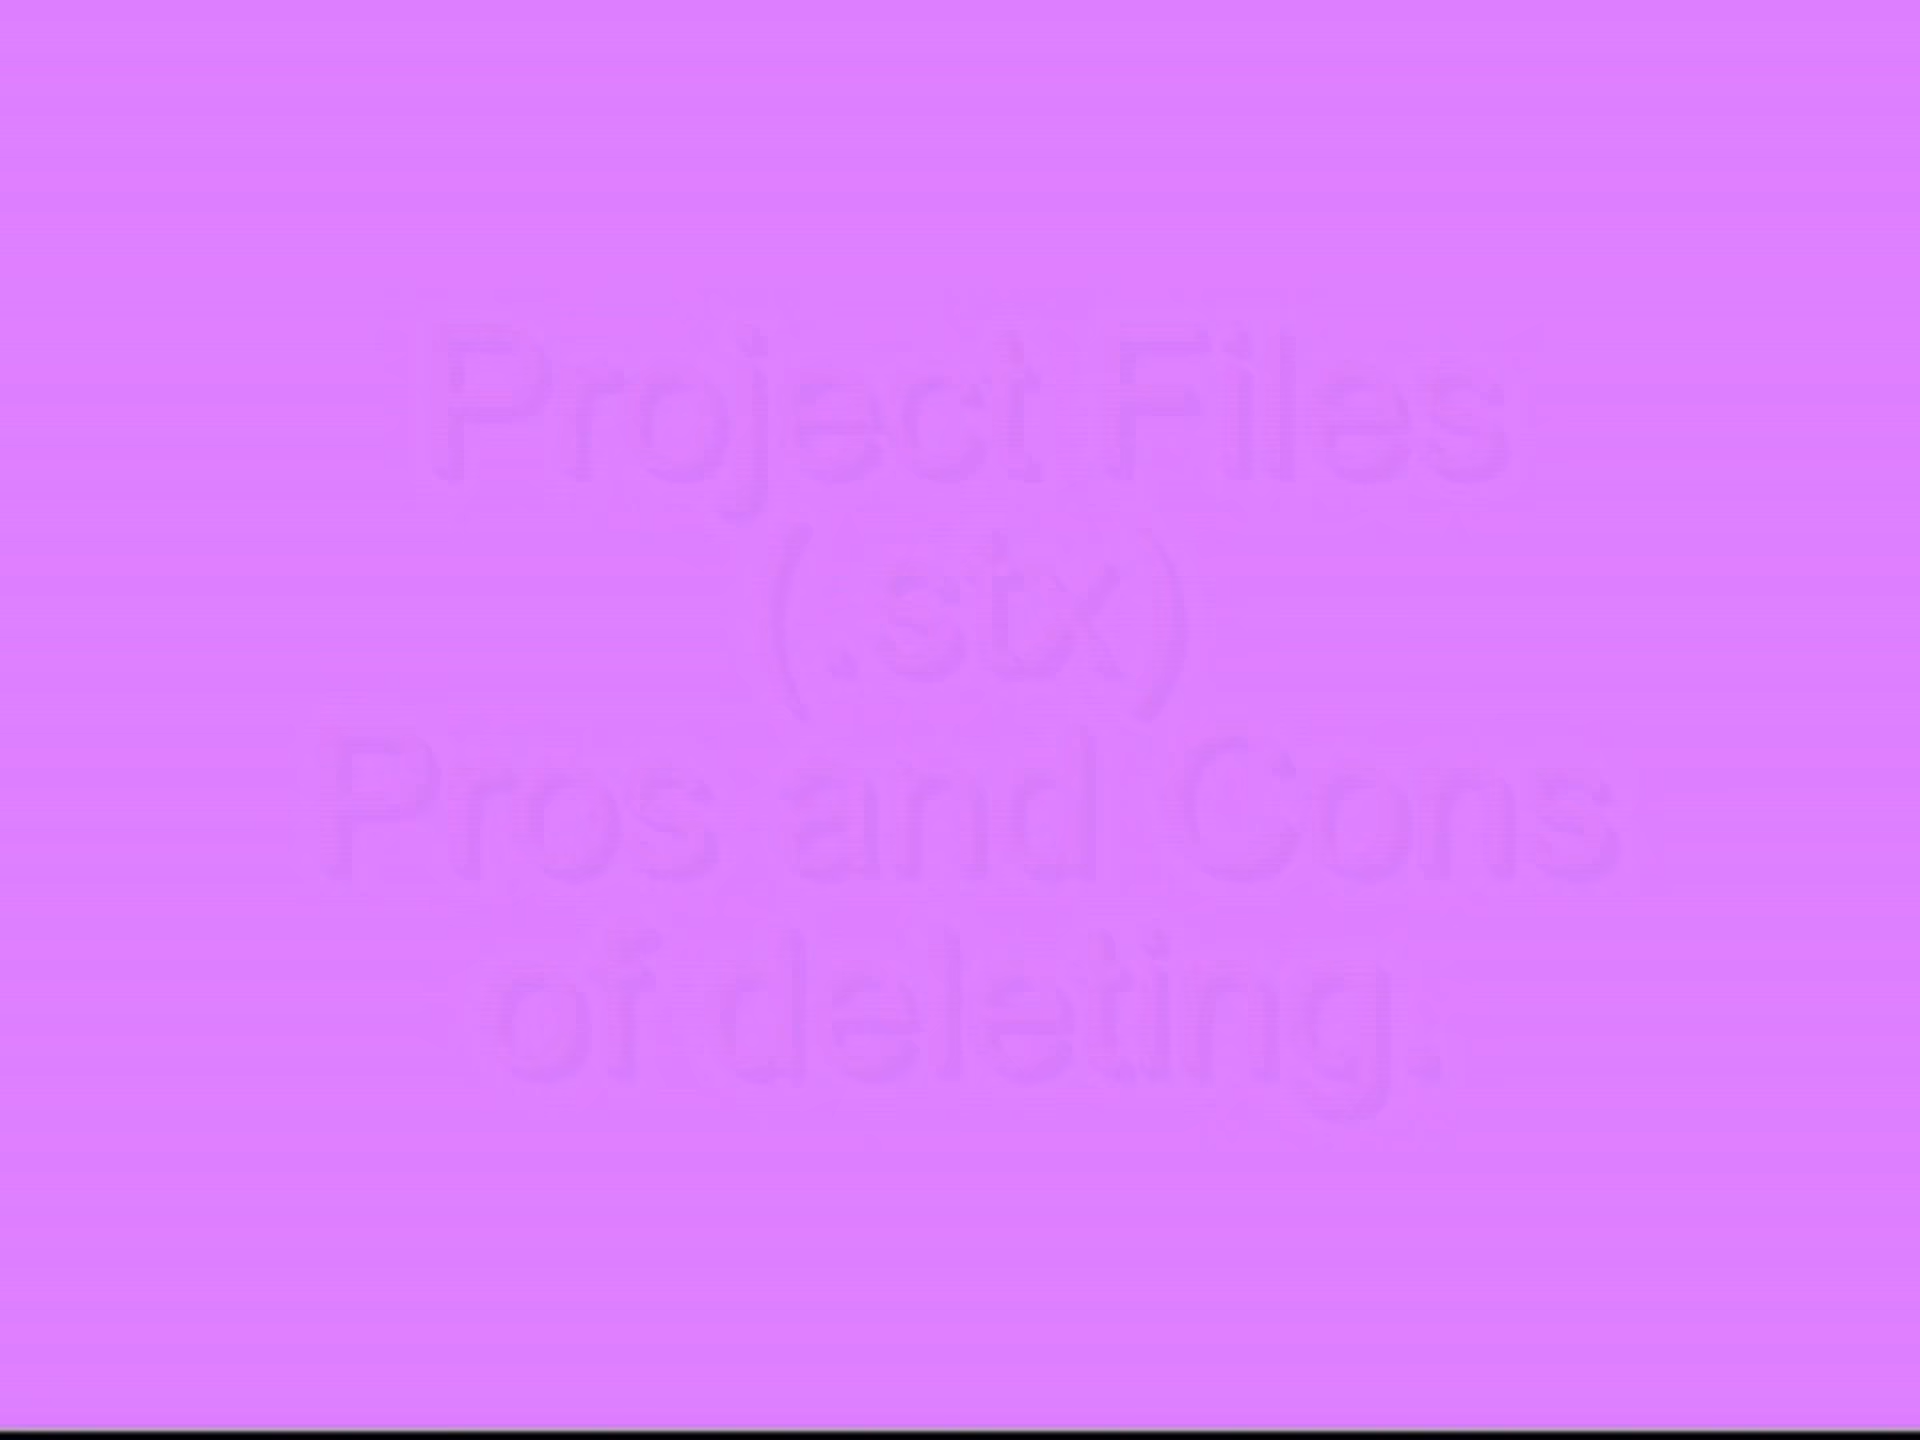 Project Files
(.stx)
Pros and Cons
of deleting.